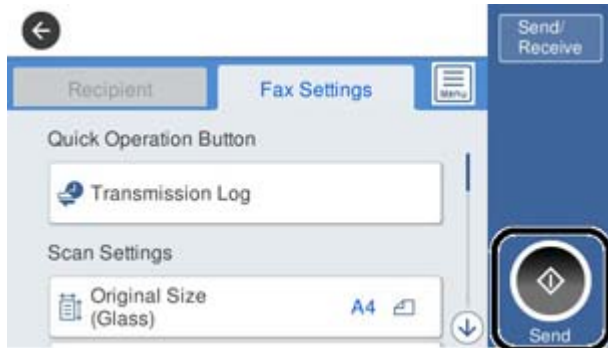 Send/
Receive
Recipient
Fax Settings
Menu
Quick Operation Button
Transmission Log
Scan Settings
Original Size
(Glass)
A4
Send